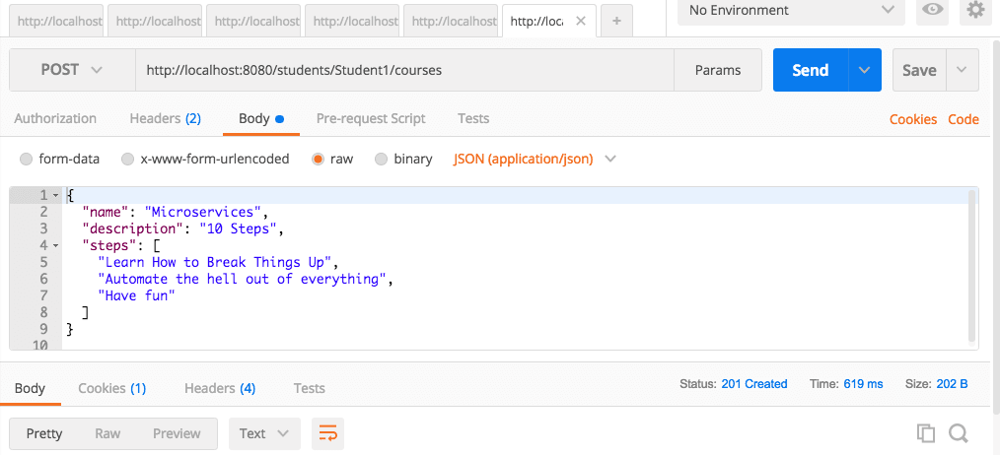 http://localhost http://localhost http://localhost http://localhost http://localhost http://loc × + No Environment
POST http://localhost:8080/students/Student1/courses Params Send Save
Authorization Headers (2) Body Pre-request Script Tests Cookies Code
form-data x-www-form-urlencoded raw binary JSON (application/json)
1 {
2 "name": "Microservices",
3 "description": "10 Steps",
4 "steps": [
5 "Learn How to Break Things Up",
6 "Automate the hell out of everything",
7 "Have fun"
8 ]
9 }
10
Body Cookies (1) Headers (4) Tests Status: 201 Created Time: 619 ms Size: 202 B
Pretty Raw Preview Text